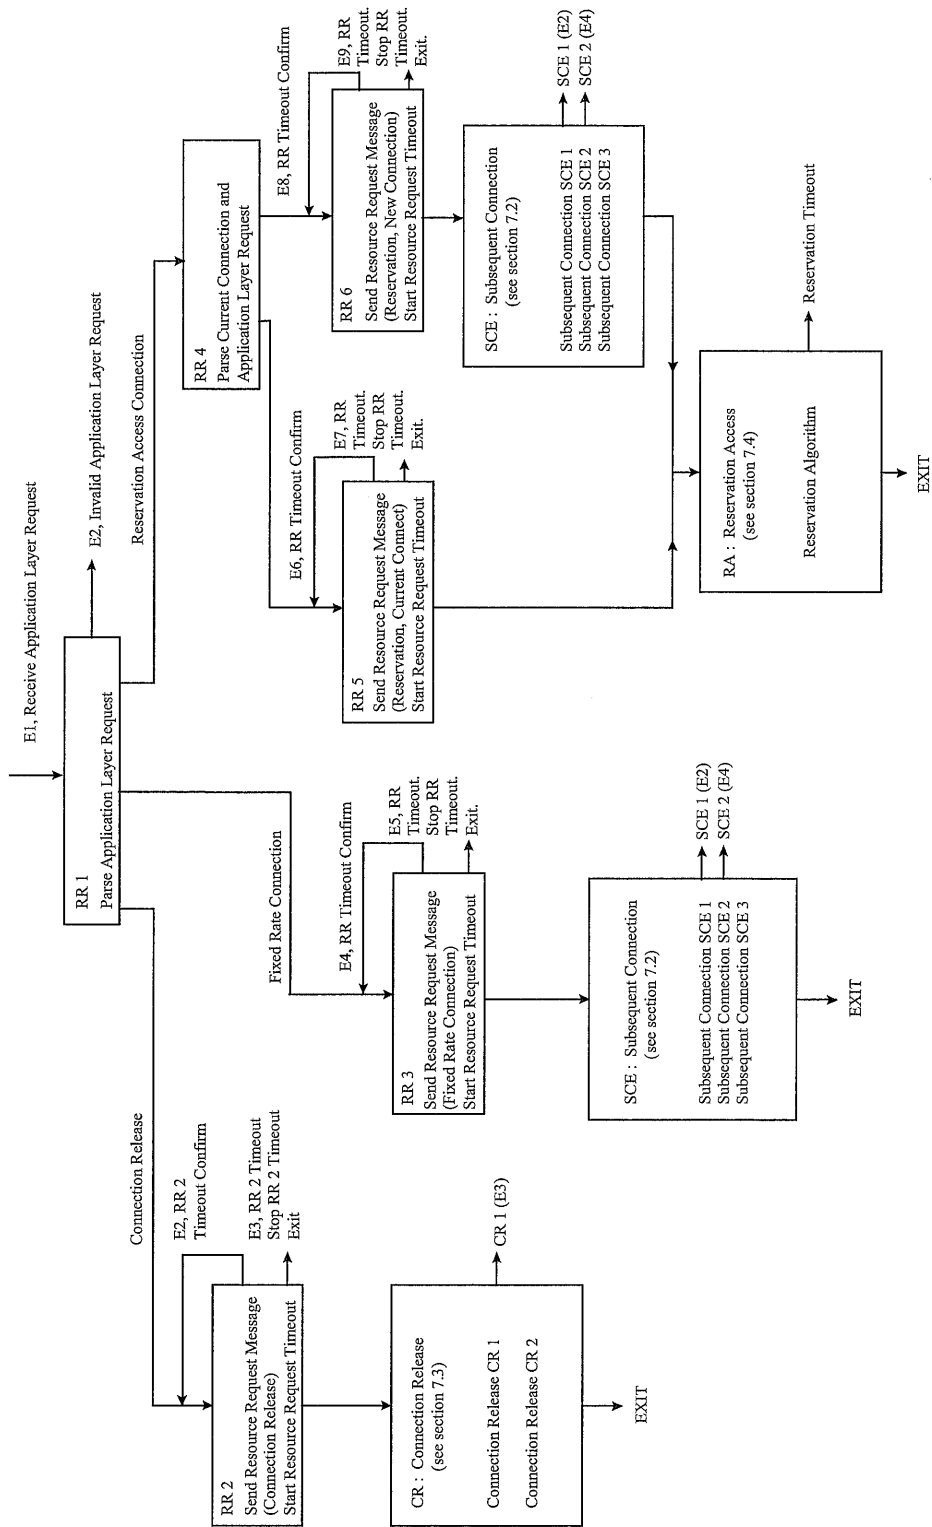 E1, Receive Application Layer Request
RR 1
Parse Application Layer Request
E2, Invalid Application Layer Request
Connection Release
Fixed Rate Connection
Reservation Access Connection
E2, RR 2
Timeout Confirm
RR 2
Send Resource Request Message
(Connection Release)
Start Resource Request Timeout
E3, RR 2 Timeout
Stop RR 2 Timeout
Exit
CR : Connection Release
(see section 7.3)
Connection Release CR 1
Connection Release CR 2
CR 1 (E3)
EXIT
E4, RR Timeout Confirm
RR 3
Send Resource Request Message
(Fixed Rate Connection)
Start Resource Request Timeout
E5, RR
Timeout.
Stop RR
Timeout.
Exit.
SCE : Subsequent Connection
(see section 7.2)
Subsequent Connection SCE 1
Subsequent Connection SCE 2
Subsequent Connection SCE 3
SCE 1 (E2)
SCE 2 (E4)
EXIT
RR 4
Parse Current Connection and
Application Layer Request
E6, RR Timeout Confirm
RR 5
Send Resource Request Message
(Reservation, Current Connect)
Start Resource Request Timeout
E7, RR
Timeout.
Stop RR
Timeout.
Exit.
E8, RR Timeout Confirm
RR 6
Send Resource Request Message
(Reservation, New Connection)
Start Resource Request Timeout
E9, RR
Timeout.
Stop RR
Timeout.
Exit.
SCE : Subsequent Connection
(see section 7.2)
Subsequent Connection SCE 1
Subsequent Connection SCE 2
Subsequent Connection SCE 3
SCE 1 (E2)
SCE 2 (E4)
RA : Reservation Access
(see section 7.4)
Reservation Algorithm
Reservation Timeout
EXIT